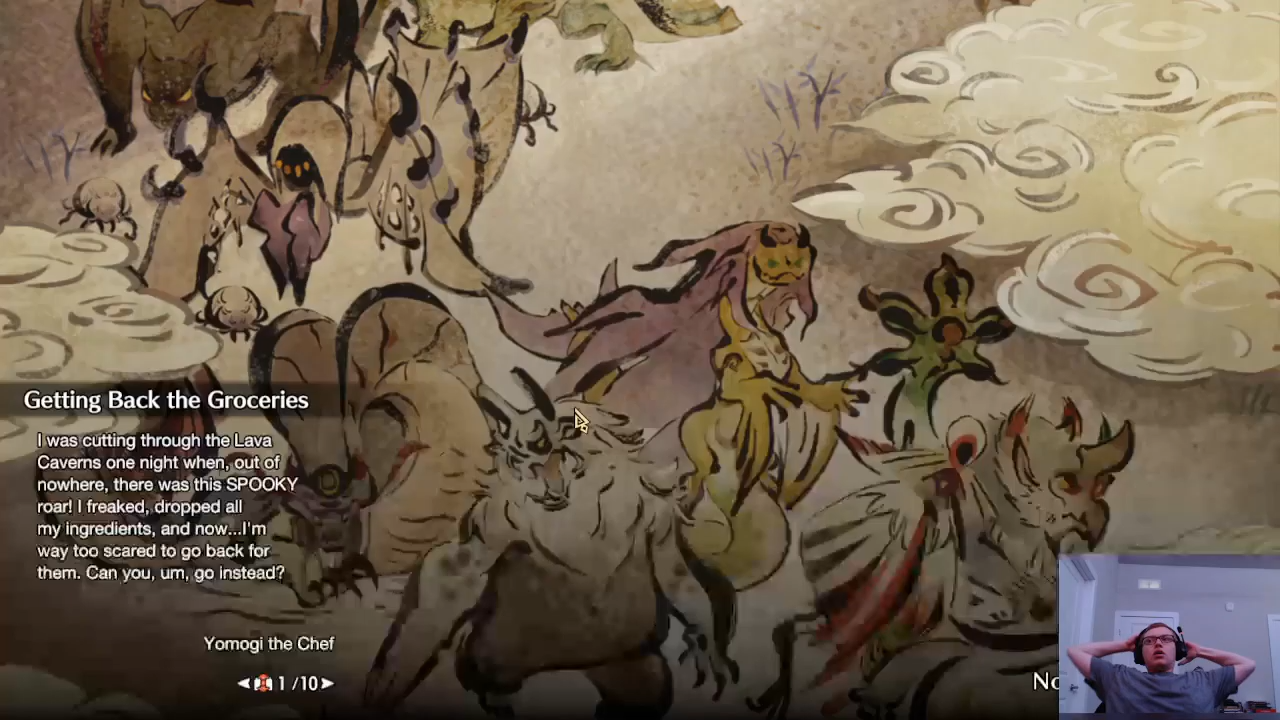 Getting Back the Groceries
I was cutting through the Lava
Caverns one night when, out of
nowhere, there was this SPOOKY
roar! I freaked, dropped all
my ingredients, and now...I'm
way too scared to go back for
them. Can you, um, go instead?
Yomogi the Chef
1 /10